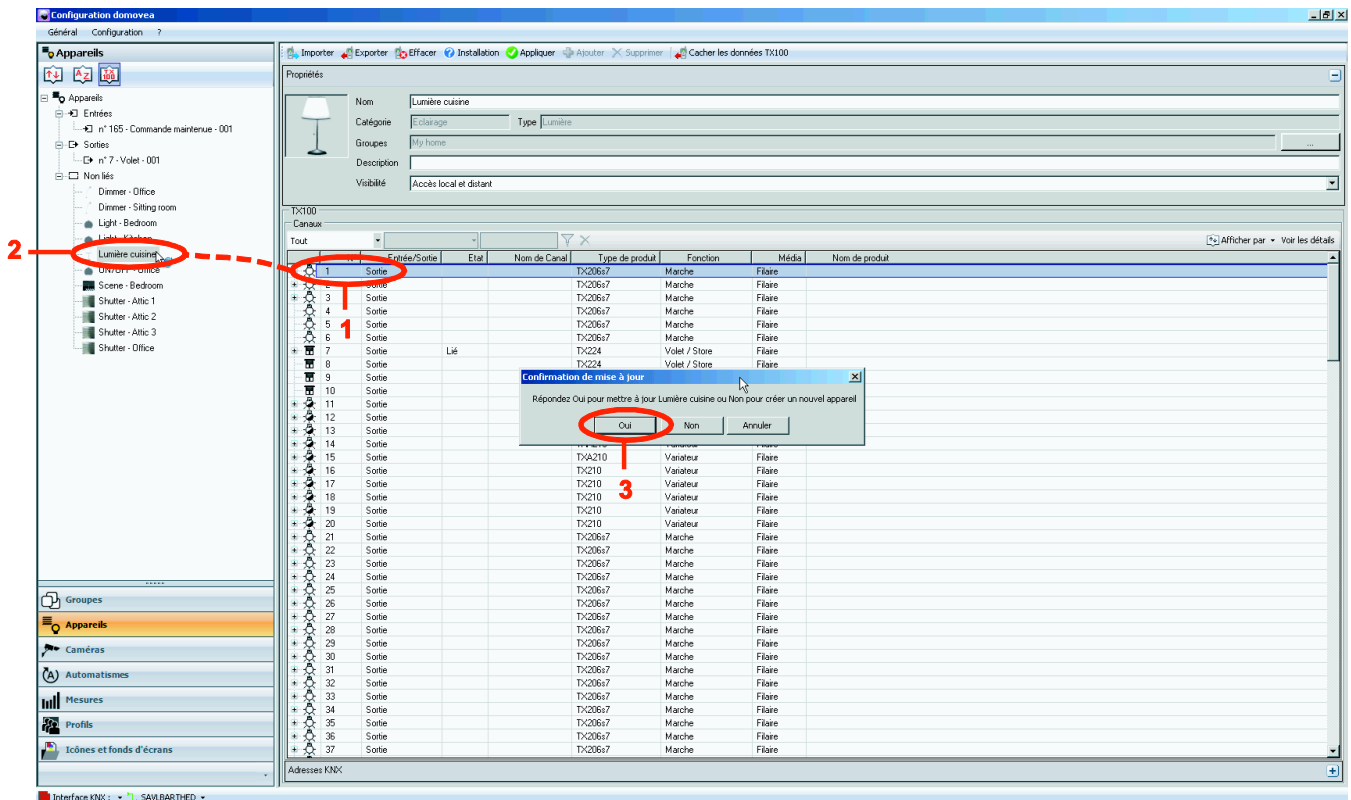 Configuration domovea
Général Configuration ?
Appareils
Importer Exporter Effacer Installation Appliquer Ajouter Supprimer Cacher les données TX100
TX 100
Propriétés
Nom Lumière cuisine
Catégorie Eclairage Type Lumière
Groupes My home ...
Description
Visibilité Accès local et distant
Appareils
Entrées
n° 165 - Commande maintenue - 001
Sorties
n° 7 - Volet - 001
Non liés
Dimmer - Office
Dimmer - Sitting room
Light - Bedroom
Light - Kitchen
2
Lumière cuisine
ON/OFF - Office
Scene - Bedroom
Shutter - Attic 1
Shutter - Attic 2
Shutter - Attic 3
Shutter - Office
TX100
Canaux
Tout Afficher par Voir les détails
Entrée/Sortie Etat Nom de Canal Type de produit Fonction Média Nom de produit
1 Sortie TX206s7 Marche Filaire
2 Sortie TX206s7 Marche Filaire
3 Sortie TX206s7 Marche Filaire
4 Sortie TX206s7 Marche Filaire
1
5 Sortie TX206s7 Marche Filaire
6 Sortie TX206s7 Marche Filaire
7 Sortie Lié TX224 Volet / Store Filaire
8 Sortie TX224 Volet / Store Filaire
9 Sortie
10 Sortie
11 Sortie
12 Sortie
13 Sortie
14 Sortie
Confirmation de mise à jour
Répondez Oui pour mettre à jour Lumière cuisine ou Non pour créer un nouvel appareil
Oui Non Annuler
3
15 Sortie TXA210 Variateur Filaire
16 Sortie TX210 Variateur Filaire
17 Sortie TX210 Variateur Filaire
18 Sortie TX210 Variateur Filaire
19 Sortie TX210 Variateur Filaire
20 Sortie TX210 Variateur Filaire
21 Sortie TX206s7 Marche Filaire
22 Sortie TX206s7 Marche Filaire
23 Sortie TX206s7 Marche Filaire
24 Sortie TX206s7 Marche Filaire
25 Sortie TX206s7 Marche Filaire
26 Sortie TX206s7 Marche Filaire
27 Sortie TX206s7 Marche Filaire
28 Sortie TX206s7 Marche Filaire
29 Sortie TX206s7 Marche Filaire
30 Sortie TX206s7 Marche Filaire
31 Sortie TX206s7 Marche Filaire
32 Sortie TX206s7 Marche Filaire
33 Sortie TX206s7 Marche Filaire
34 Sortie TX206s7 Marche Filaire
35 Sortie TX206s7 Marche Filaire
36 Sortie TX206s7 Marche Filaire
37 Sortie TX206s7 Marche Filaire
Adresses KNX
Groupes
Appareils
Caméras
Automatismes
Mesures
Profils
Icônes et fonds d'écrans
Interface KNX : SAVLBARTHED